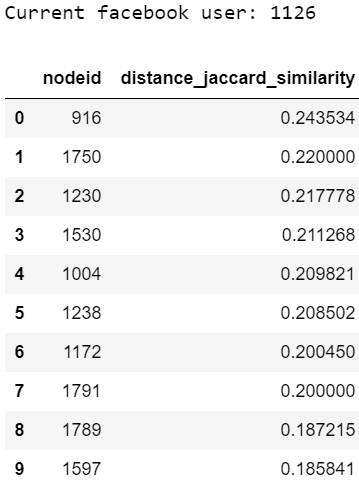 Current facebook user: 1126
nodeid distance_jaccard_similarity
0 916 0.243534
1 1750 0.220000
2 1230 0.217778
3 1530 0.211268
4 1004 0.209821
5 1238 0.208502
6 1172 0.200450
7 1791 0.200000
8 1789 0.187215
9 1597 0.185841